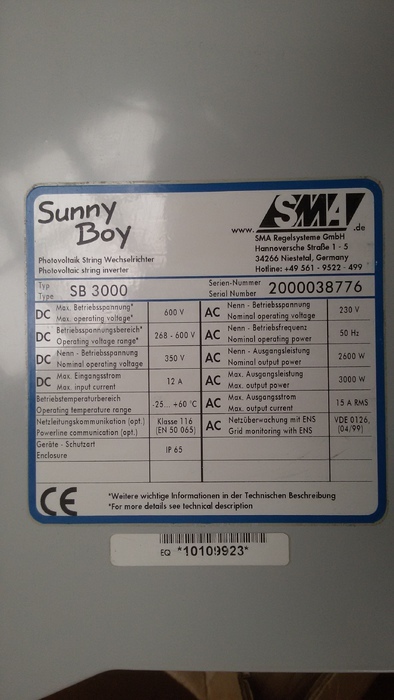 Sunny Boy
SMA
www. .de
SMA Regelsysteme GmbH
Hannoversche Straße 1 - 5
34266 Niestetal, Germany
Hotline: +49 561 - 9522 - 499
Photovoltaik String Wechselrichter
Photovoltaic string inverter
Typ
Type
SB 3000
Serien-Nummer
Serial Number
2000038776
DC Max. Betriebsspannung*
Max. operating voltage*
600 V
AC Nenn - Betriebsspannung
Nominal operating voltage
230 V
DC Betriebsspannungsbereich*
Operating voltage range*
268 - 600 V
AC Nenn - Betriebsfrequenz
Nominal operating power
50 Hz
DC Nenn - Betriebsspannung
Nominal operating voltage
350 V
AC Nenn - Ausgangsleistung
Nominal output power
2600 W
DC Max. Eingangsstrom
Max. input current
12 A
AC Max. Ausgangsleistung
Max. output power
3000 W
Betriebstemperaturbereich
Operating temperature range
-25... +60 °C
AC Max. Ausgangsstrom
Max. output current
15 A RMS
Netzleitungskommunikation (opt.)
Powerline communication (opt.)
Klasse 116
(EN 50 065)
AC Netzüberwachung mit ENS
Grid monitoring with ENS
VDE 0126,
(04/99)
Geräte - Schutzart
Enclosure
IP 65
CE
*Weitere wichtige Informationen in der Technischen Beschreibung
*For more details see technical description
EQ *10109923*